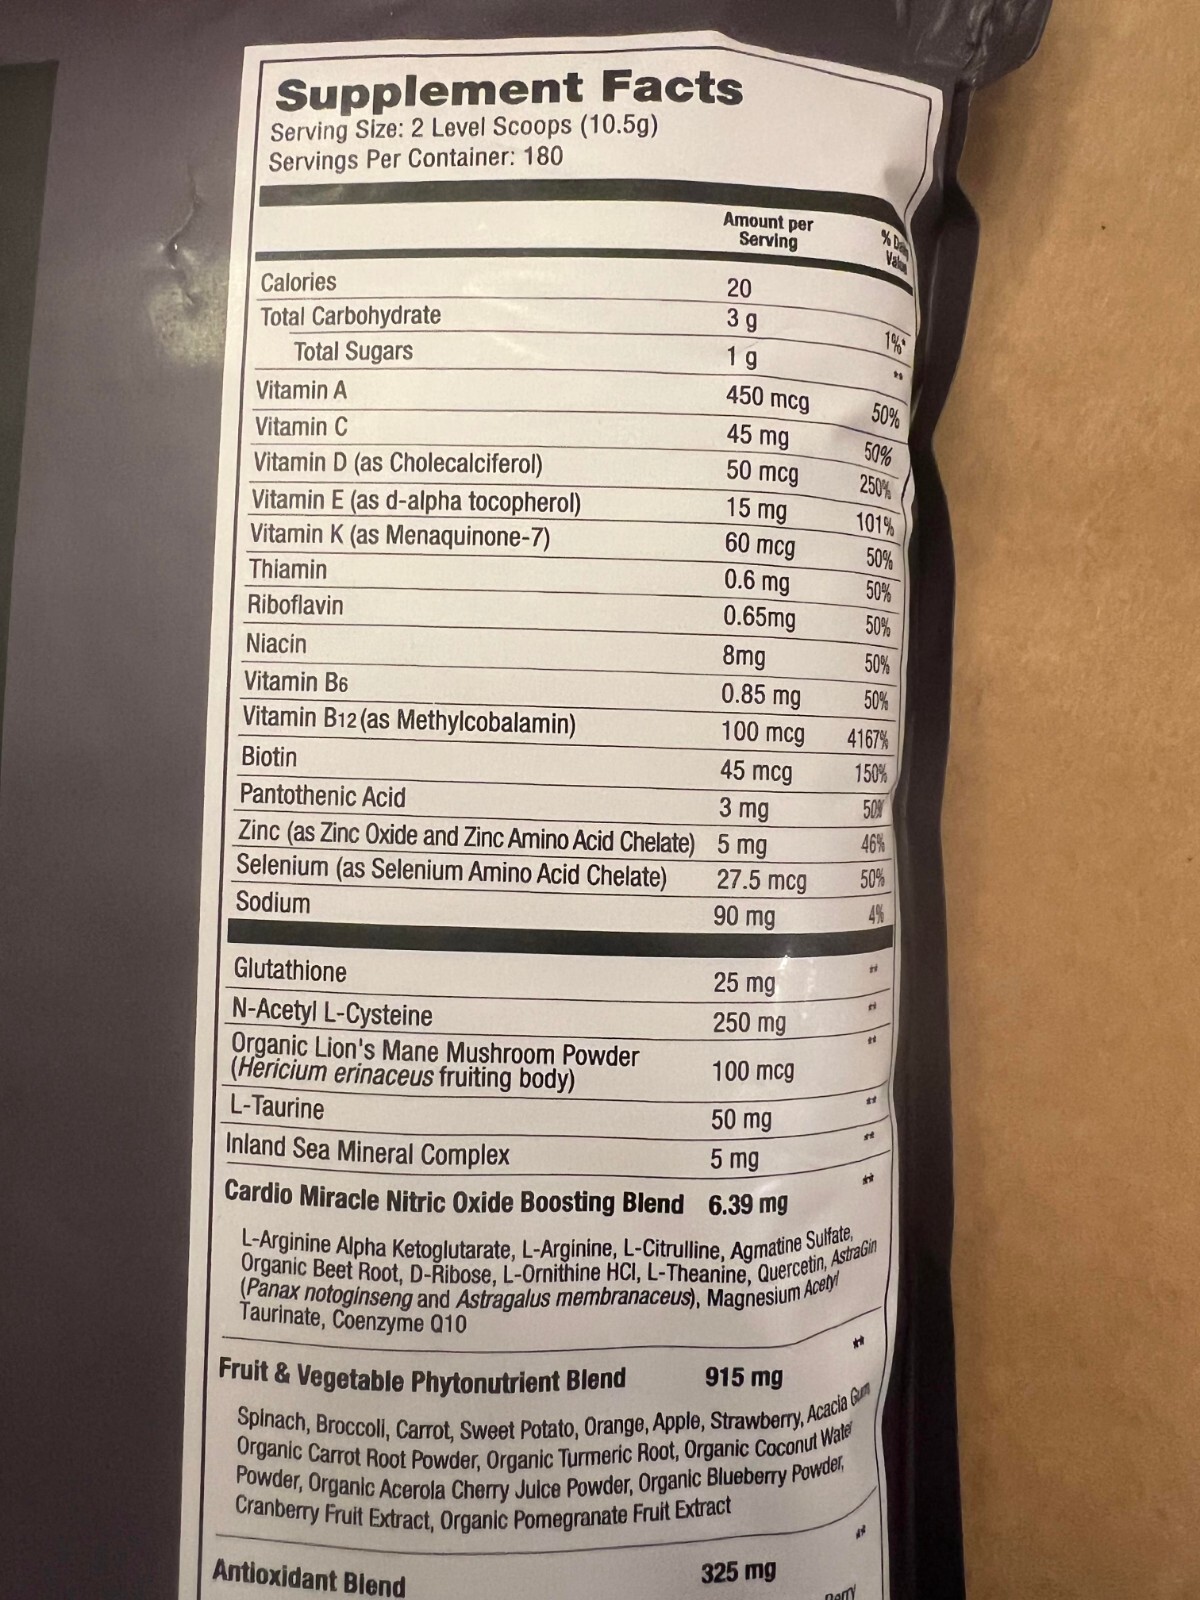 Supplement Facts
Serving Size: 2 Level Scoops (10.5g)
Servings Per Container: 180
Amount per Serving % Daily Value
Calories 20
Total Carbohydrate 3 g 1%*
Total Sugars 1 g **
Vitamin A 450 mcg 50%
Vitamin C 45 mg 50%
Vitamin D (as Cholecalciferol) 50 mcg 250%
Vitamin E (as d-alpha tocopherol) 15 mg 101%
Vitamin K (as Menaquinone-7) 60 mcg 50%
Thiamin 0.6 mg 50%
Riboflavin 0.65mg 50%
Niacin 8mg 50%
Vitamin B6 0.85 mg 50%
Vitamin B12 (as Methylcobalamin) 100 mcg 4167%
Biotin 45 mcg 150%
Pantothenic Acid 3 mg 50%
Zinc (as Zinc Oxide and Zinc Amino Acid Chelate) 5 mg 46%
Selenium (as Selenium Amino Acid Chelate) 27.5 mcg 50%
Sodium 90 mg 4%
Glutathione 25 mg **
N-Acetyl L-Cysteine 250 mg **
Organic Lion's Mane Mushroom Powder
(Hericium erinaceus fruiting body) 100 mcg **
L-Taurine 50 mg **
Inland Sea Mineral Complex 5 mg **
Cardio Miracle Nitric Oxide Boosting Blend 6.39 mg **
L-Arginine Alpha Ketoglutarate, L-Arginine, L-Citrulline, Agmatine Sulfate,
Organic Beet Root, D-Ribose, L-Ornithine HCI, L-Theanine, Quercetin, AstraGin
(Panax notoginseng and Astragalus membranaceus), Magnesium Acetyl
Taurinate, Coenzyme Q10
Fruit & Vegetable Phytonutrient Blend 915 mg **
Spinach, Broccoli, Carrot, Sweet Potato, Orange, Apple, Strawberry, Acacia Gum
Organic Carrot Root Powder, Organic Turmeric Root, Organic Coconut Water
Powder, Organic Acerola Cherry Juice Powder, Organic Blueberry Powder,
Cranberry Fruit Extract, Organic Pomegranate Fruit Extract
Antioxidant Blend 325 mg **